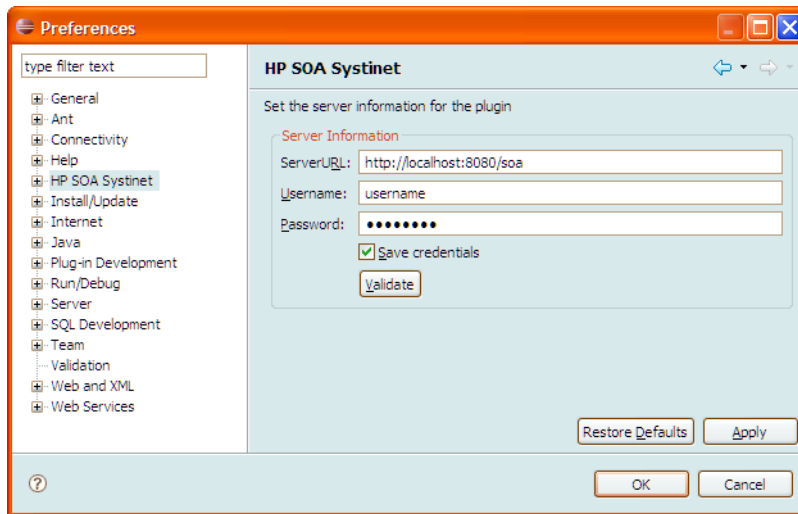 Preferences
type filter text
General
Ant
Connectivity
Help
HP SOA Systinet
Install/Update
Internet
Java
Plug-in Development
Run/Debug
Server
SQL Development
Team
Validation
Web and XML
Web Services
HP SOA Systinet
Set the server information for the plugin
Server Information
ServerURL: http://localhost:8080/soa
Username: username
Password: ●●●●●●●●
Save credentials
Validate
Restore Defaults Apply
? OK Cancel